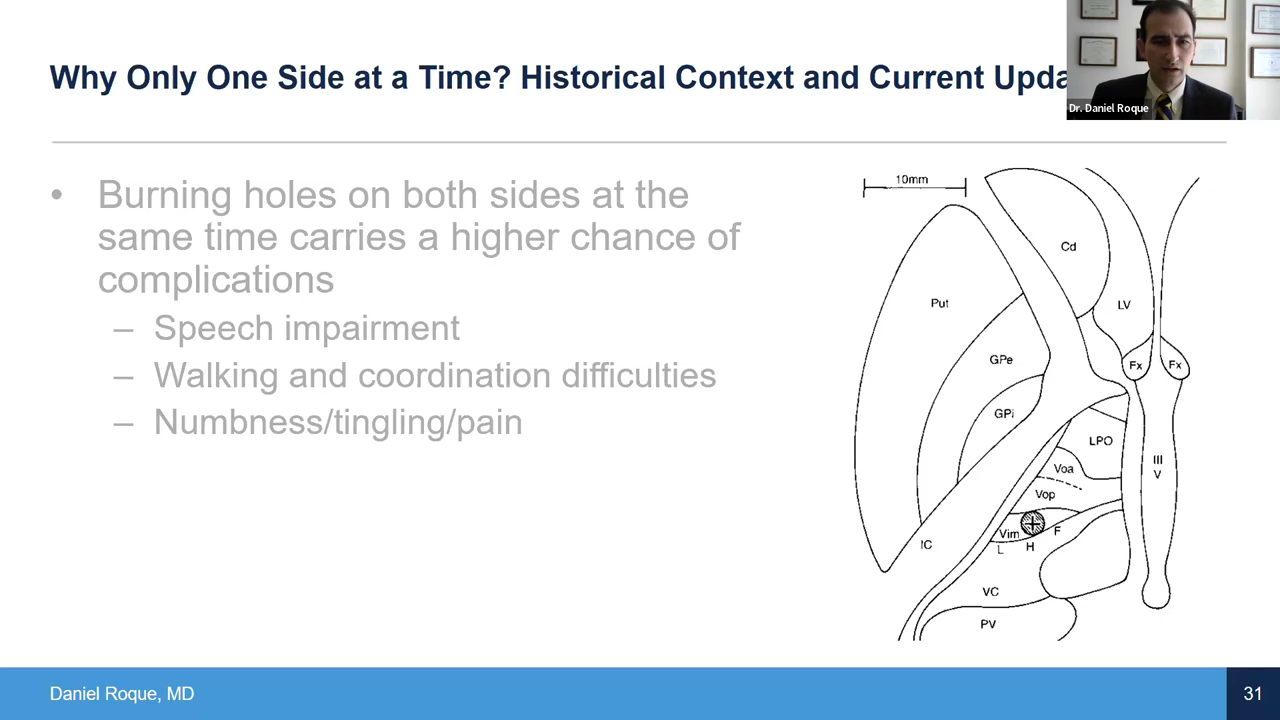 Why Only One Side at a Time? Historical Context and Current Upda
Dr. Daniel Roque
• Burning holes on both sides at the
same time carries a higher chance of
complications
– Speech impairment
– Walking and coordination difficulties
– Numbness/tingling/pain
10mm
Cd
Put
LV
GPe
Fx
Fx
GPi
LPO
Voa
III
V
Vop
Vim
F
IC
L
H
VC
PV
Daniel Roque, MD
31